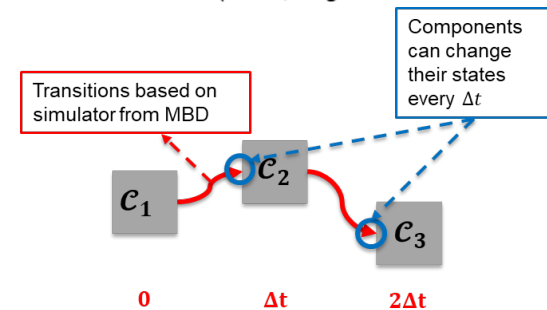 Components
can change
their states
every Δt
Transitions based on
simulator from MBD
𝓒₁
𝓒₂
𝓒₃
0
Δt
2Δt